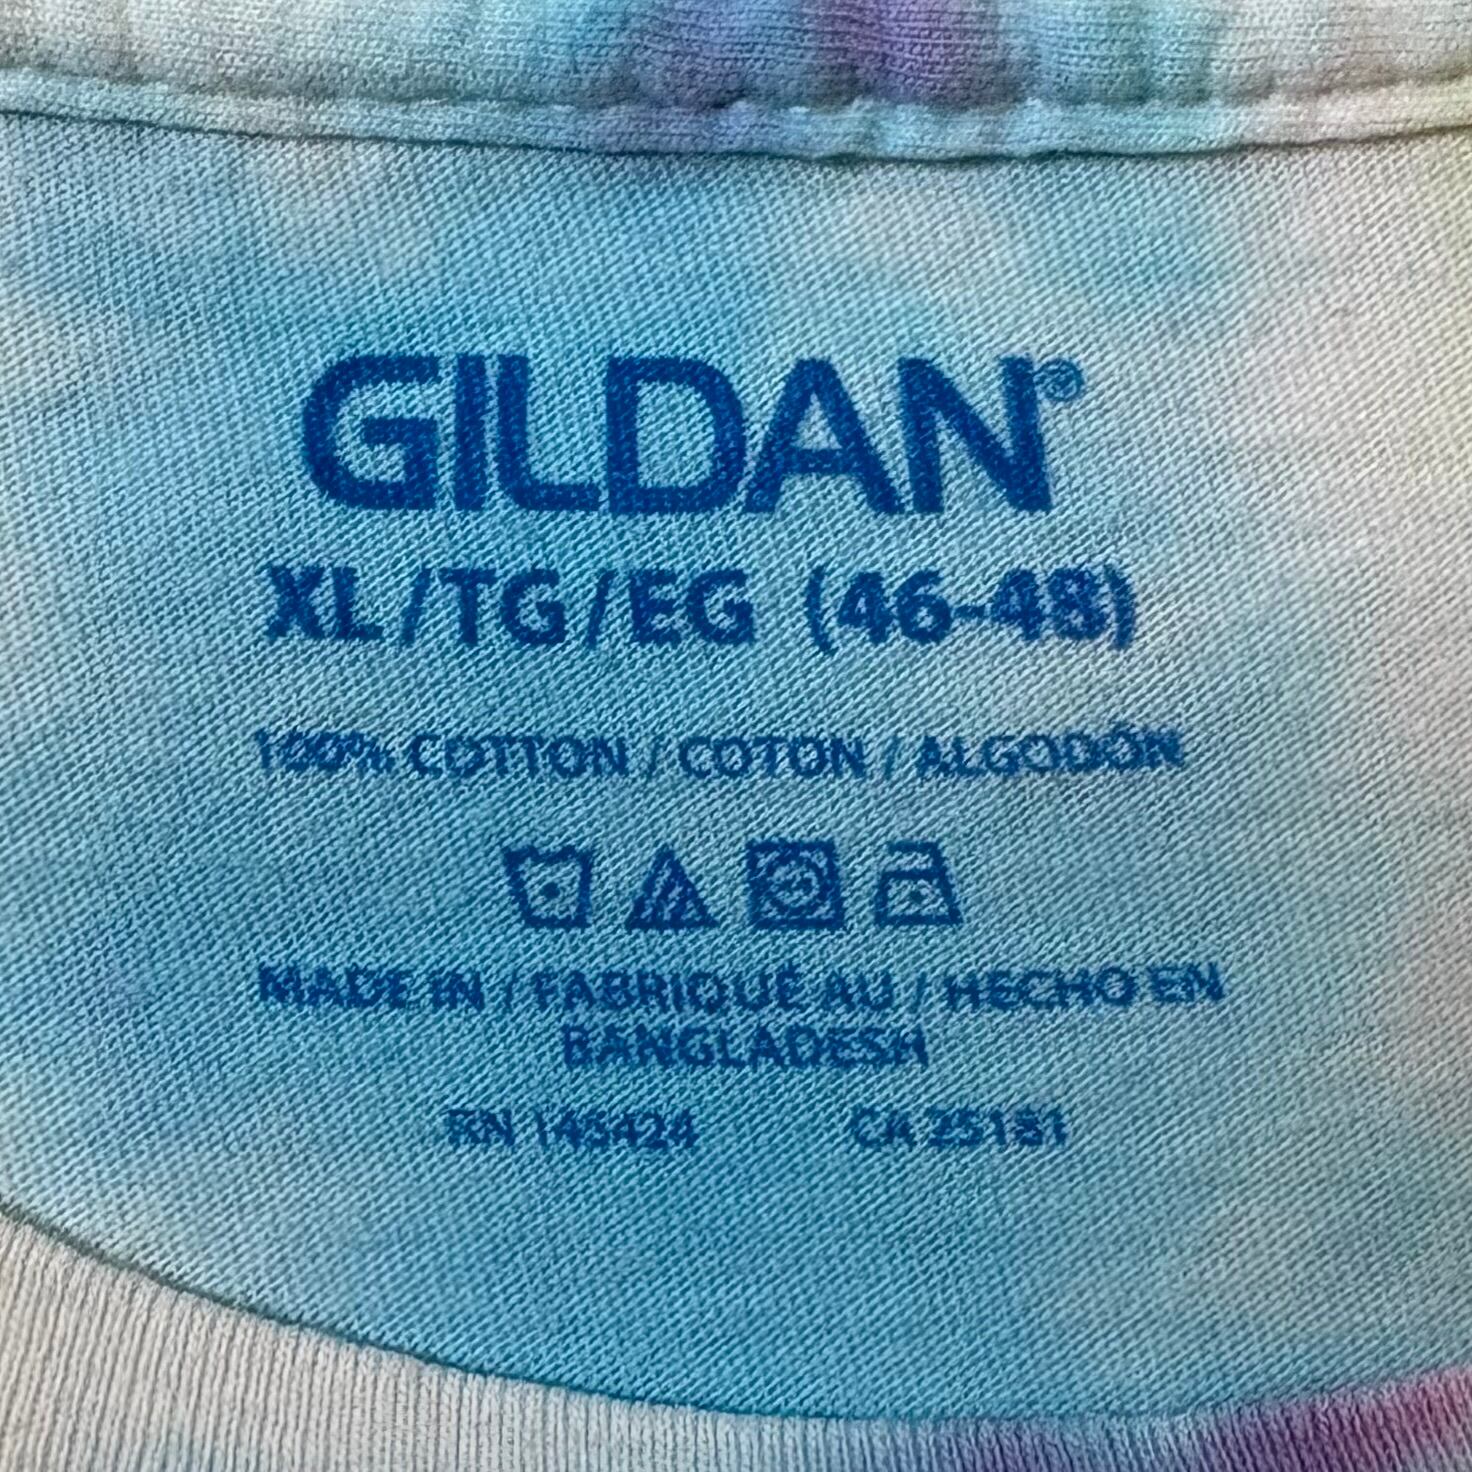 GILDAN®
XL/TG/EG (46-48)
100% COTTON / COTON / ALGODÓN
MADE IN / FABRIQUÉ AU / HECHO EN
BANGLADESH
RN 145424 CA 25181